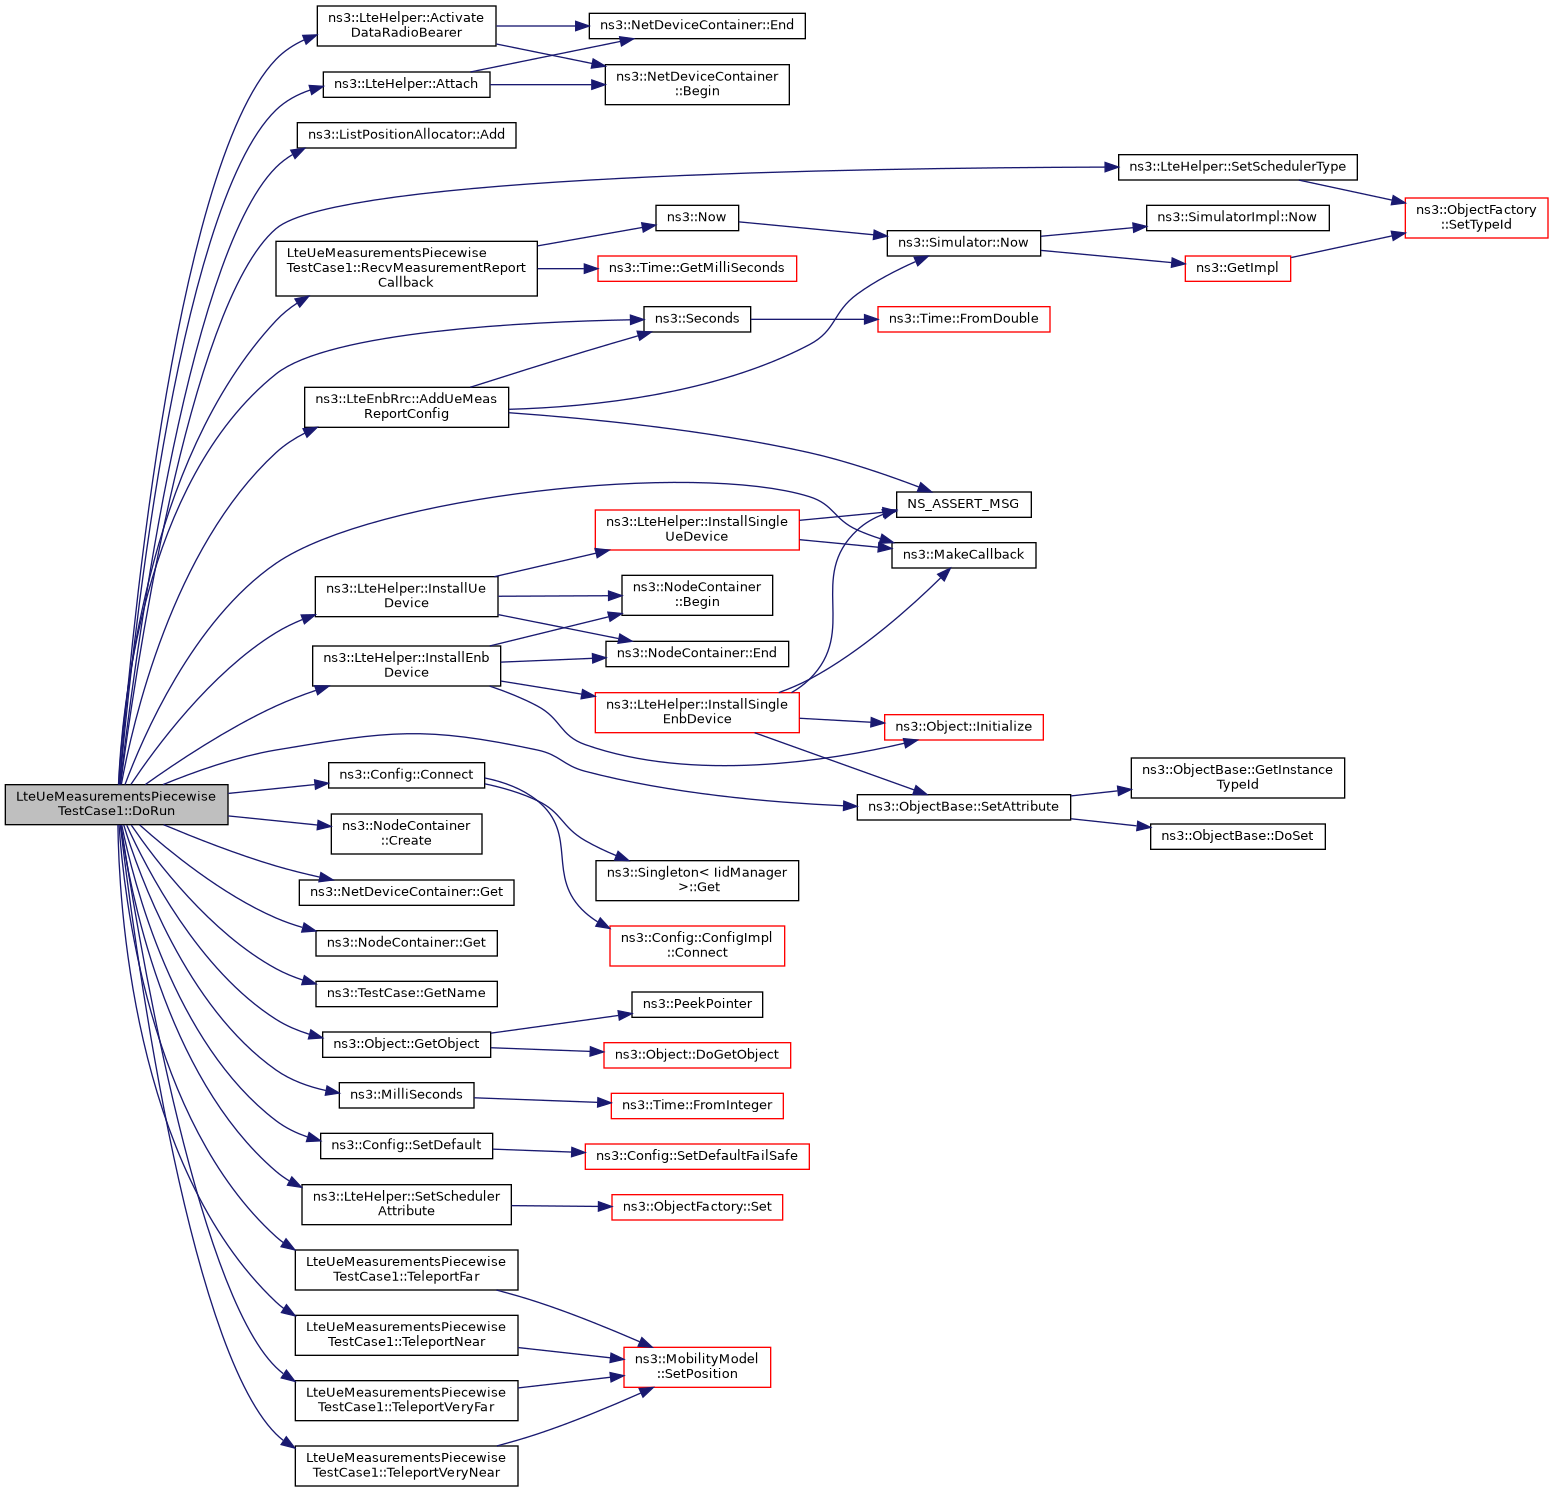 ns3::LteHelper::Activate
DataRadioBearer
ns3::NetDeviceContainer::End
ns3::LteHelper::Attach
ns3::NetDeviceContainer
::Begin
ns3::ListPositionAllocator::Add
ns3::LteHelper::SetSchedulerType
ns3::ObjectFactory
::SetTypeId
ns3::Now
ns3::SimulatorImpl::Now
LteUeMeasurementsPiecewise
TestCase1::RecvMeasurementReport
Callback
ns3::Simulator::Now
ns3::Time::GetMilliSeconds
ns3::GetImpl
ns3::Seconds
ns3::Time::FromDouble
ns3::LteEnbRrc::AddUeMeas
ReportConfig
NS_ASSERT_MSG
ns3::LteHelper::InstallSingle
UeDevice
ns3::MakeCallback
ns3::LteHelper::InstallUe
Device
ns3::NodeContainer
::Begin
ns3::NodeContainer::End
ns3::LteHelper::InstallEnb
Device
ns3::LteHelper::InstallSingle
EnbDevice
ns3::Object::Initialize
ns3::Config::Connect
ns3::ObjectBase::GetInstance
TypeId
LteUeMeasurementsPiecewise
TestCase1::DoRun
ns3::ObjectBase::SetAttribute
ns3::NodeContainer
::Create
ns3::ObjectBase::DoSet
ns3::Singleton< IidManager
>::Get
ns3::NetDeviceContainer::Get
ns3::NodeContainer::Get
ns3::Config::ConfigImpl
::Connect
ns3::TestCase::GetName
ns3::PeekPointer
ns3::Object::GetObject
ns3::Object::DoGetObject
ns3::MilliSeconds
ns3::Time::FromInteger
ns3::Config::SetDefault
ns3::Config::SetDefaultFailSafe
ns3::LteHelper::SetScheduler
Attribute
ns3::ObjectFactory::Set
LteUeMeasurementsPiecewise
TestCase1::TeleportFar
LteUeMeasurementsPiecewise
TestCase1::TeleportNear
ns3::MobilityModel
::SetPosition
LteUeMeasurementsPiecewise
TestCase1::TeleportVeryFar
LteUeMeasurementsPiecewise
TestCase1::TeleportVeryNear